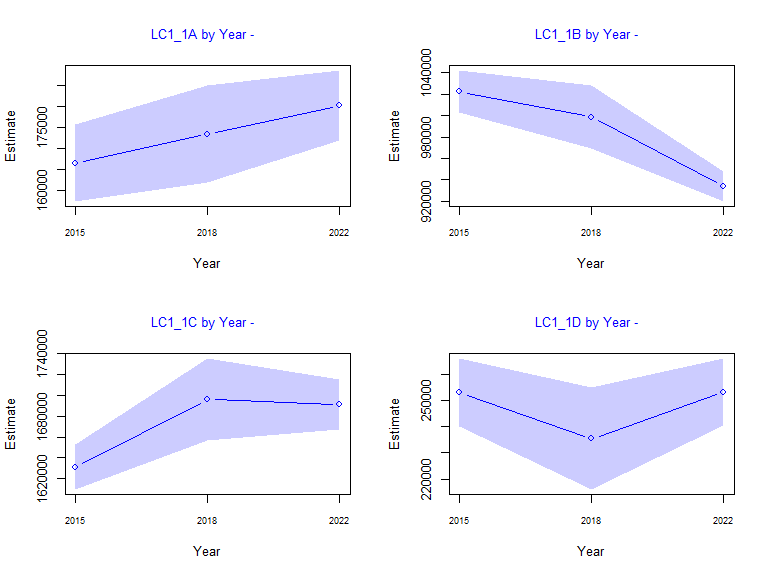 LC1_1A by Year -
Estimate
175000
160000
2015
2018
2022
Year
LC1_1B by Year -
Estimate
1040000
980000
920000
2015
2018
2022
Year
LC1_1C by Year -
Estimate
1740000
1680000
1620000
2015
2018
2022
Year
LC1_1D by Year -
Estimate
250000
220000
2015
2018
2022
Year